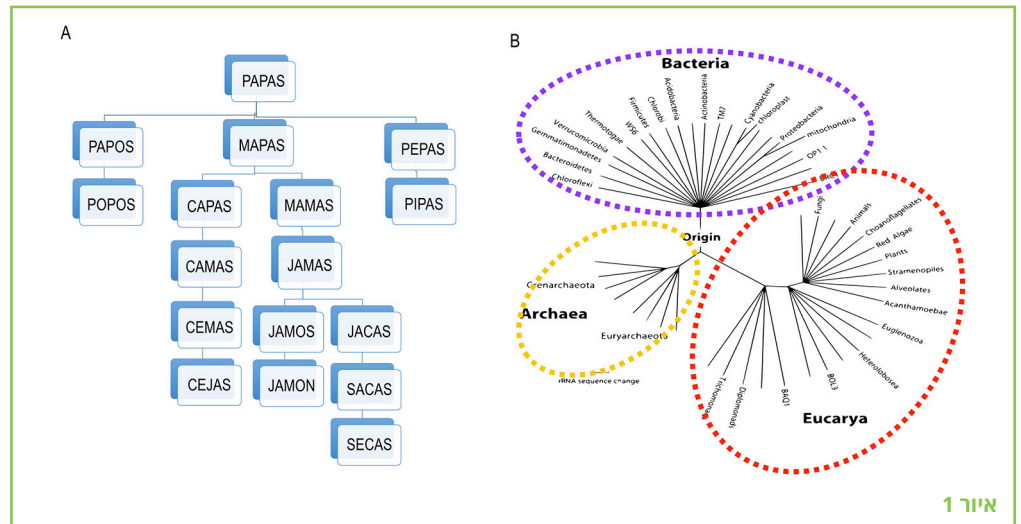 A
PAPAS
PAPOS
MAPAS
PEPAS
POPOS
CAPAS
MAMAS
PIPAS
CAMAS
JAMAS
CEMAS
JAMOS
JACAS
CEJAS
JAMON
SACAS
SECAS
B
Bacteria
Chloroflexi
Bacteroidetes
Gemmatimonadetes
Verrucomicrobia
Thermotogue
WS6
Firmicutes
Chlorobi
Acidobacteria
Actinobacteria
TM7
Cyanobacteria
chloroplast
Proteobacteria
mitochondria
OP11
Origin
Crenarchaeota
Archaea
Euryarchaeota
rRNA sequence change
Fungi
Animals
Choanoflagellates
Red Algae
Plants
Stramenopiles
Alveolates
Acanthamoebae
Euglenozoa
Heterolobosea
BOL3
BAQ1
Diplomonads
Eucarya
איור 1